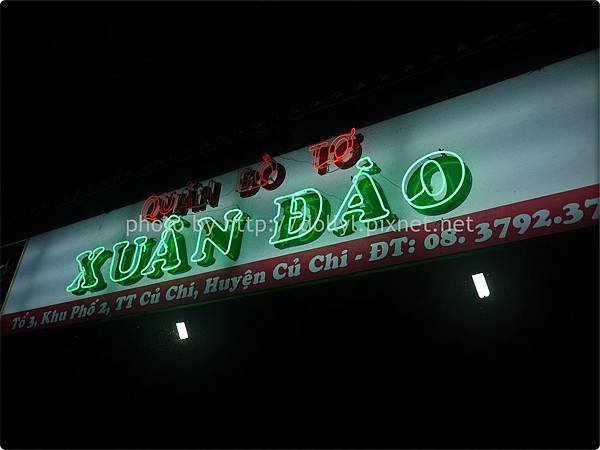 QUÁN BÒ TƠ
XUÂN ĐÀO
Tổ 3, Khu Phố 2, TT Củ Chi, Huyện Củ Chi - ĐT: 08. 3792.37
photo by http://dollyl.pixnet.net